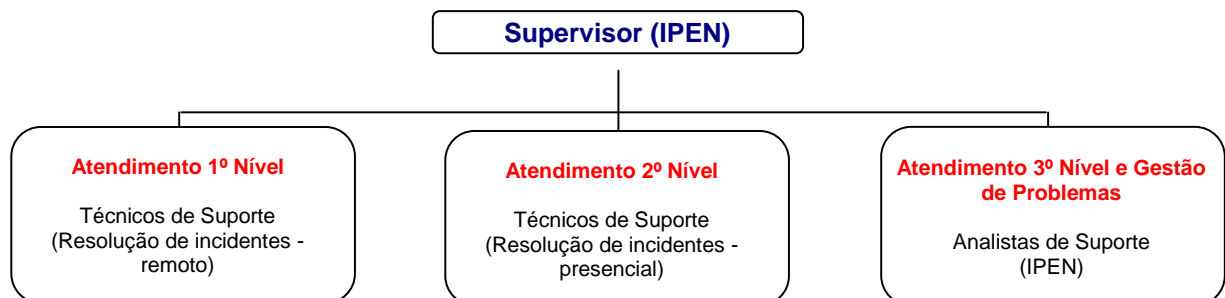 Supervisor (IPEN)
Atendimento 1º Nível
Técnicos de Suporte
(Resolução de incidentes -
remoto)
Atendimento 2º Nível
Técnicos de Suporte
(Resolução de incidentes -
presencial)
Atendimento 3º Nível e Gestão
de Problemas
Analistas de Suporte
(IPEN)